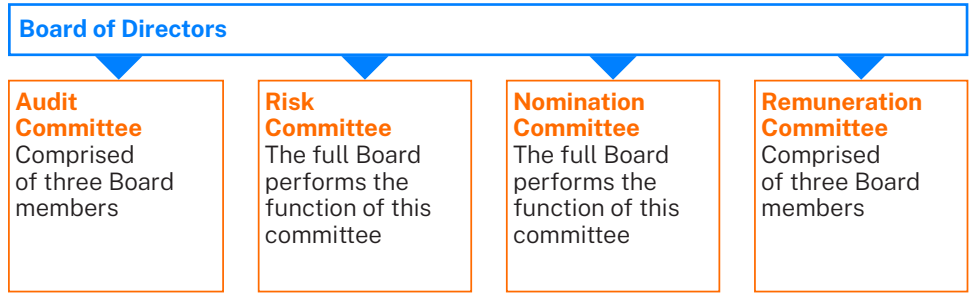 Board of Directors
Audit
Committee
Comprised
of three Board
members
Risk
Committee
The full Board
performs the
function of this
committee
Nomination
Committee
The full Board
performs the
function of this
committee
Remuneration
Committee
Comprised
of three Board
members